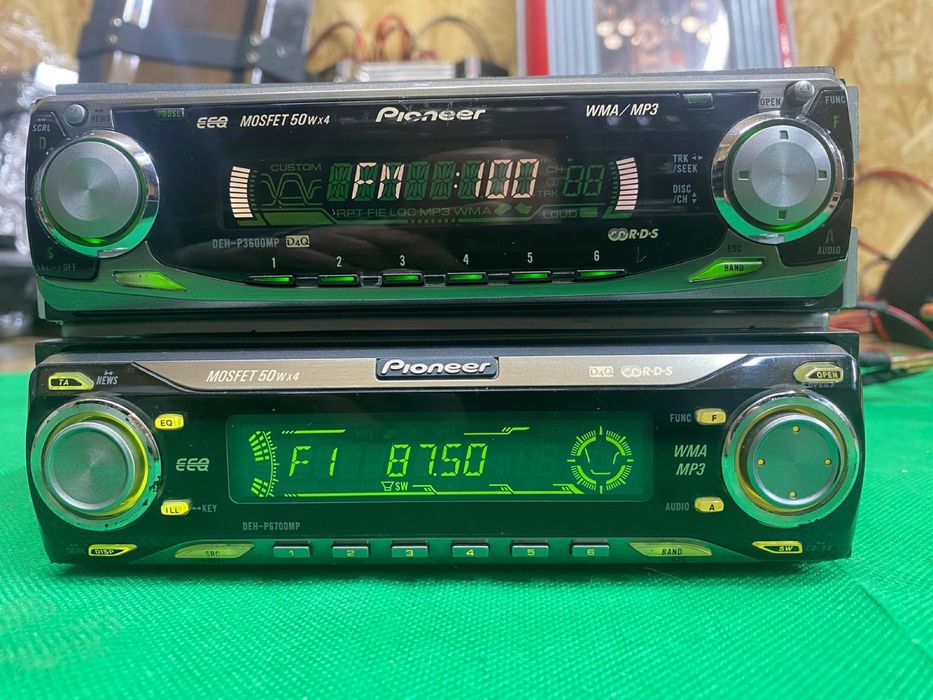 PAUSE
NEWS
SCRL
D
EEQ MOSFET 50Wx4
Pioneer
WMA/MP3
LOUD
OPEN
FUNC
F
CUSTOM
FM :100
TRK
/SEEK
DISC
/CH
RPT-FIE LOC MP3 WMA
LOUD
DEH-P3600MP D4Q
R·D·S
1 2 3 4 5 6
S
OFF
ESC
BAND
A
AUDIO
Pioneer
TA NEWS
MOSFET 50Wx4
D4Q R·D·S
OPEN
EQ
EEQ
F1 87.50
SW
FUNC F
WMA
MP3
ILL KEY
AUDIO A
DEH-P6700MP
DISP
SRC
1 2 3 4 5 6
BAND
SW